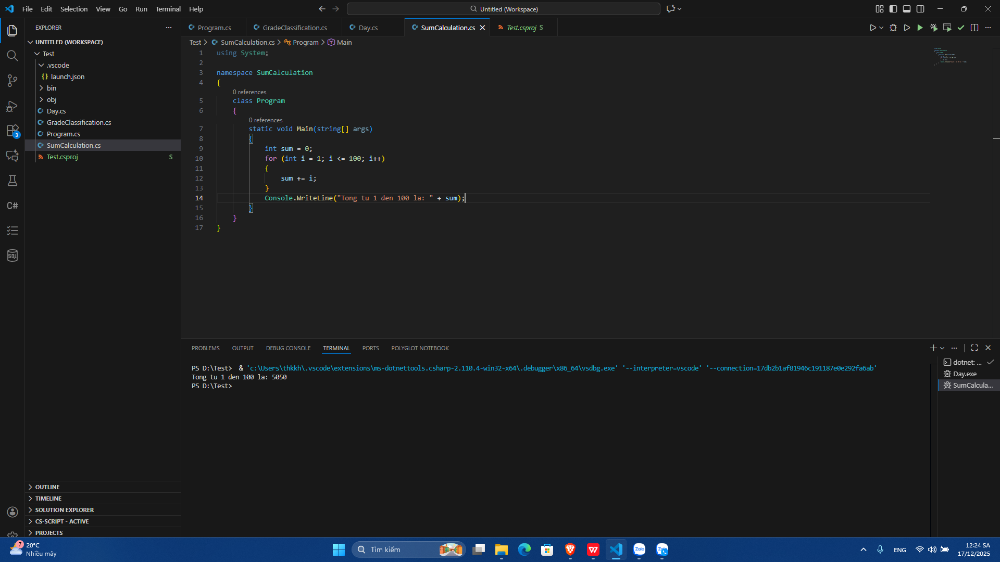 File Edit Selection View Go Run Terminal Help
Untitled (Workspace)
EXPLORER
Program.cs
GradeClassification.cs
Day.cs
SumCalculation.cs
Test.csproj S
UNTITLED (WORKSPACE)
Test
.vscode
launch.json
bin
obj
Day.cs
GradeClassification.cs
Program.cs
SumCalculation.cs
Test.csproj S
3
C#
SQL
Test > SumCalculation.cs > Program > Main
1 using System;
2
3 namespace SumCalculation
4 {
0 references
5 class Program
6 {
0 references
7 static void Main(string[] args)
8 {
9 int sum = 0;
10 for (int i = 1; i <= 100; i++)
11 {
12 sum += i;
13 }
14 Console.WriteLine("Tong tu 1 den 100 la: " + sum);
15 }
16 }
17 }
PROBLEMS OUTPUT DEBUG CONSOLE TERMINAL PORTS POLYGLOT NOTEBOOK
PS D:\Test> & 'c:\Users\thkkh\.vscode\extensions\ms-dotnettools.csharp-2.110.4-win32-x64\.debugger\x86_64\vsdbg.exe' '--interpreter=vscode' '--connection=17db2b1af81946c191187e0e292fa6ab'
Tong tu 1 den 100 la: 5050
PS D:\Test>
dotnet: ...
Day.exe
SumCalcula...
OUTLINE
TIMELINE
SOLUTION EXPLORER
CS-SCRIPT - ACTIVE
PROJECTS
7
20°C
Nhiều mây
Tìm kiếm
Zalo
ENG
12:24 SA
17/12/2025